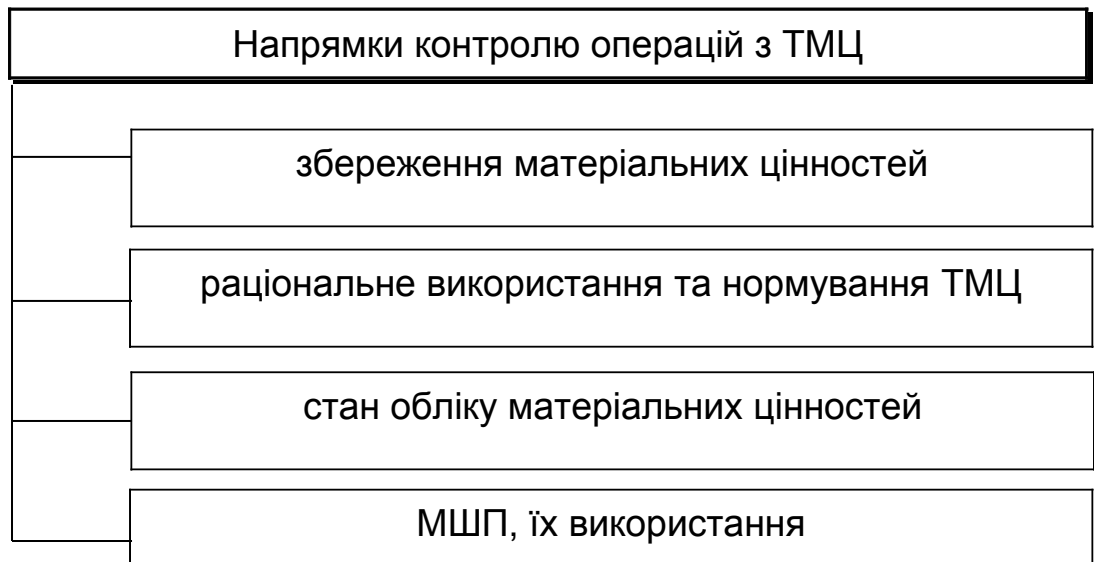 Напрямки контролю операцій з ТМЦ
збереження матеріальних цінностей
раціональне використання та нормування ТМЦ
стан обліку матеріальних цінностей
МШП, їх використання